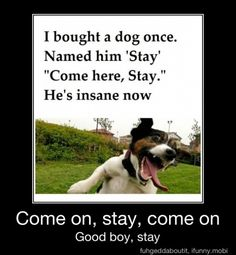 I bought a dog once.
Named him 'Stay'
"Come here, Stay."
He's insane now
Come on, stay, come on
Good boy, stay
fuhgeddaboutit, ifunny.mobi